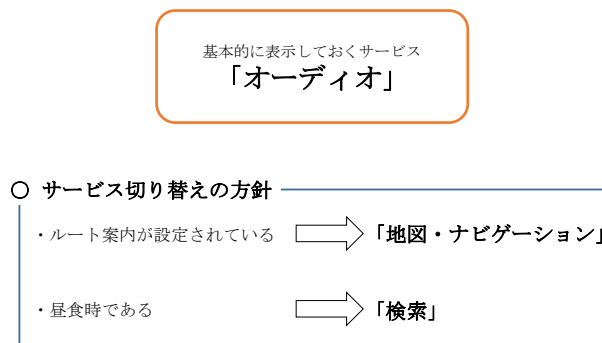 基本的に表示しておくサービス
「オーディオ」
○ サービス切り替えの方針
・ルート案内が設定されている 「地図・ナビゲーション」
・昼食時である 「検索」